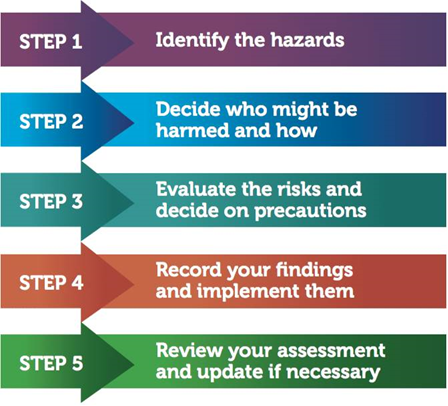 STEP 1
Identify the hazards
STEP 2
Decide who might be
harmed and how
STEP 3
Evaluate the risks and
decide on precautions
STEP 4
Record your findings
and implement them
STEP 5
Review your assessment
and update if necessary